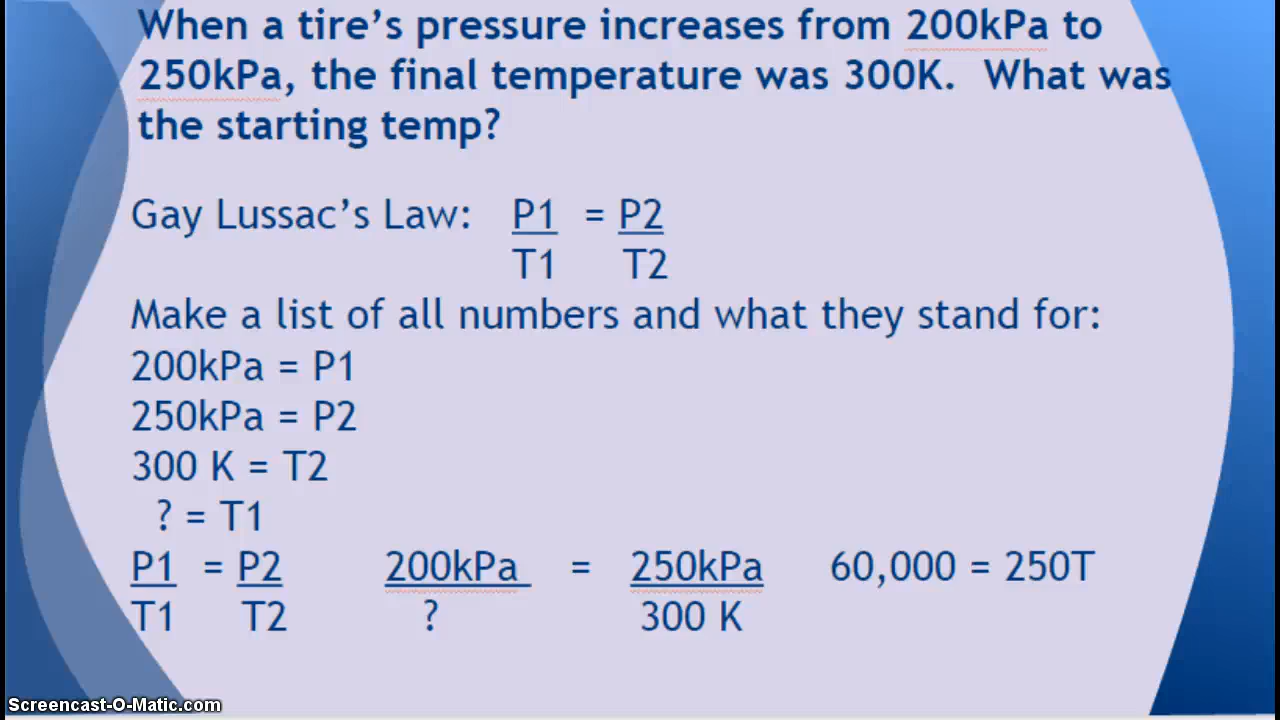 When a tire’s pressure increases from 200kPa to
250kPa, the final temperature was 300K. What was
the starting temp?
Gay Lussac’s Law: P1 = P2
T1 T2
Make a list of all numbers and what they stand for:
200kPa = P1
250kPa = P2
300 K = T2
? = T1
P1 = P2 200kPa = 250kPa 60,000 = 250T
T1 T2 ? 300 K
Screencast-O-Matic.com